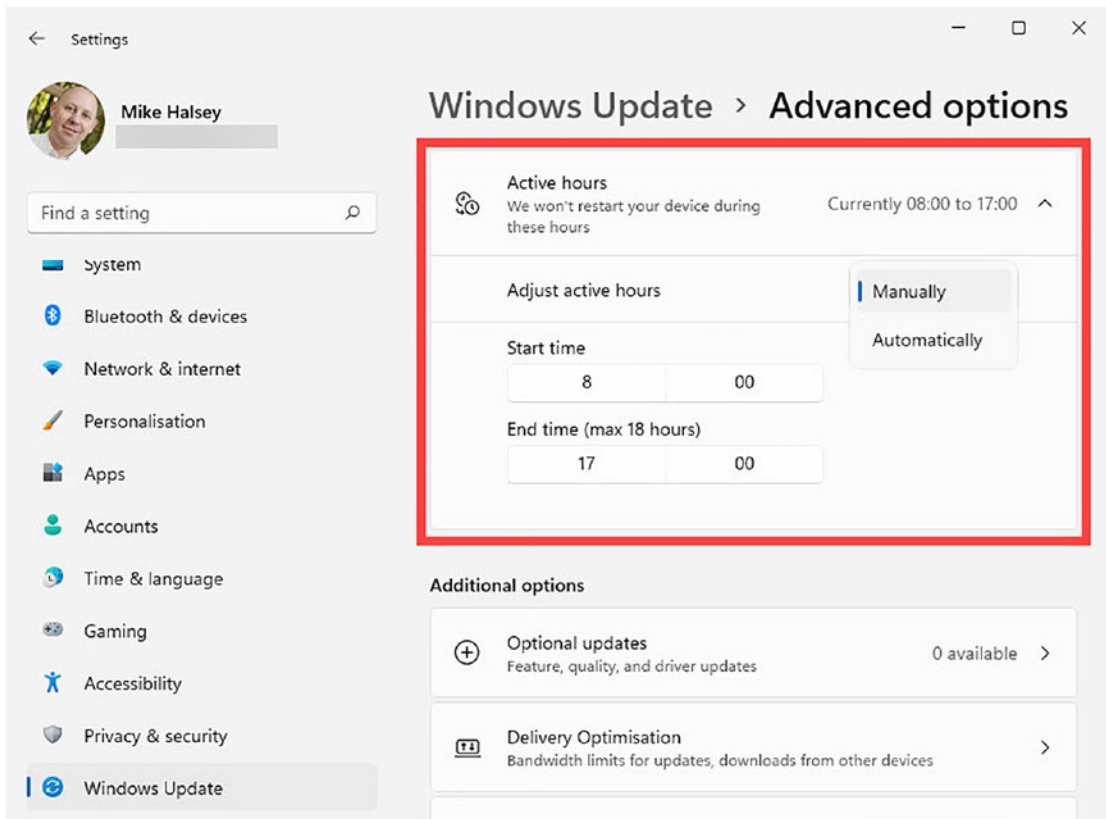 Settings
Mike Halsey
Find a setting
System
Bluetooth & devices
Network & internet
Personalisation
Apps
Accounts
Time & language
Gaming
Accessibility
Privacy & security
Windows Update
Windows Update > Advanced options
Active hours
We won't restart your device during
these hours
Currently 08:00 to 17:00
Adjust active hours
Manually
Automatically
Start time
8 00
End time (max 18 hours)
17 00
Additional options
Optional updates
Feature, quality, and driver updates
0 available
Delivery Optimisation
Bandwidth limits for updates, downloads from other devices